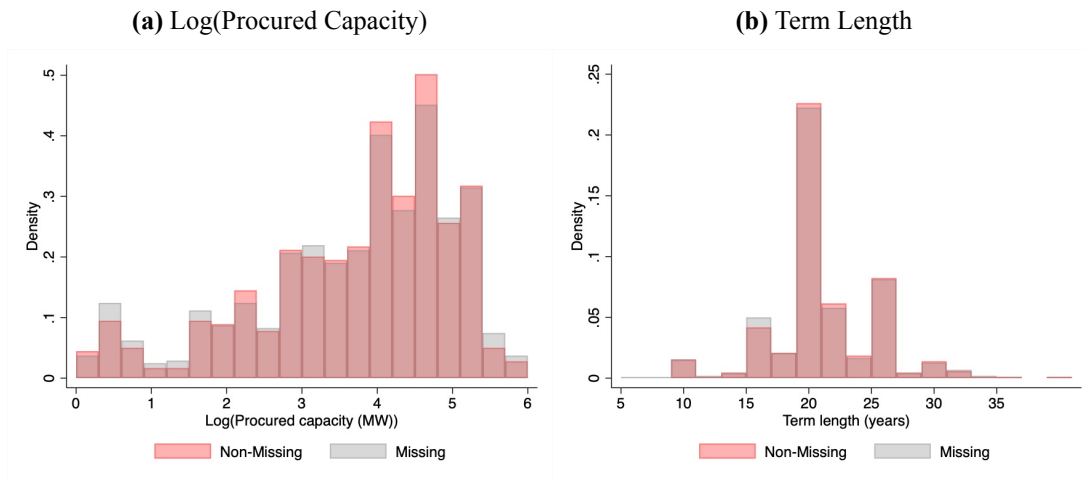 (a) Log(Procured Capacity)
.5
.4
.3
.2
.1
0
Density
0 1 2 3 4 5 6
Log(Procured capacity (MW))
Non-Missing Missing
(b) Term Length
.25
.2
.15
.1
.05
0
Density
5 10 15 20 25 30 35
Term length (years)
Non-Missing Missing